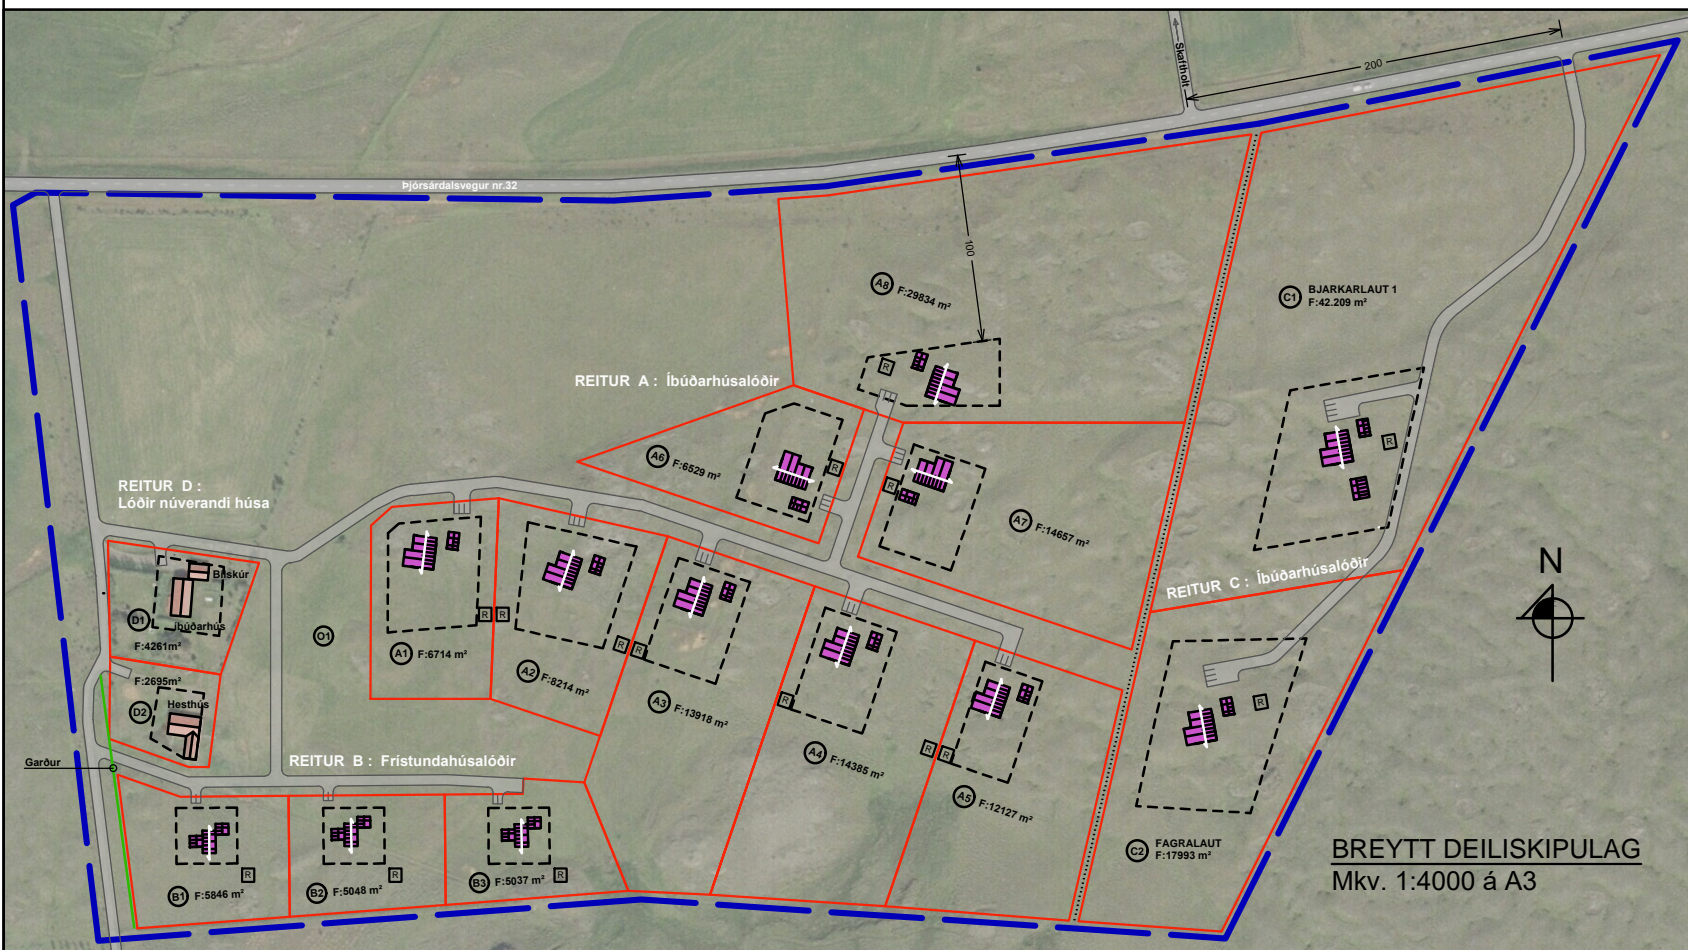 Skaftholt
200
Þjórsárdalsvegur nr.32
100
A8 F:29834 m²
C1 BJARKARLAUT 1
F:42.209 m²
R
REITUR A : Íbúðarhúsalóðir
R
A6 F:6529 m²
R
R
A7 F:14657 m²
REITUR D :
Lóðir núverandi húsa
N
REITUR C : Íbúðarhúsalóðir
Bílskúr
D1
íbúðarhús
F:4261m²
O1
R R
A1 F:6714 m²
R R
A2 F:8214 m²
F:2695m²
D2
Hesthús
A3 F:13918 m²
R
R
A4 F:14385 m²
R R
A5 F:12127 m²
Garður
REITUR B : Frístundahúsalóðir
C2 FAGRALAUT
F:17993 m²
BREYTT DEILISKIPULAG
Mkv. 1:4000 á A3
R
B1 F:5846 m²
R
B2 F:5048 m²
R
B3 F:5037 m²